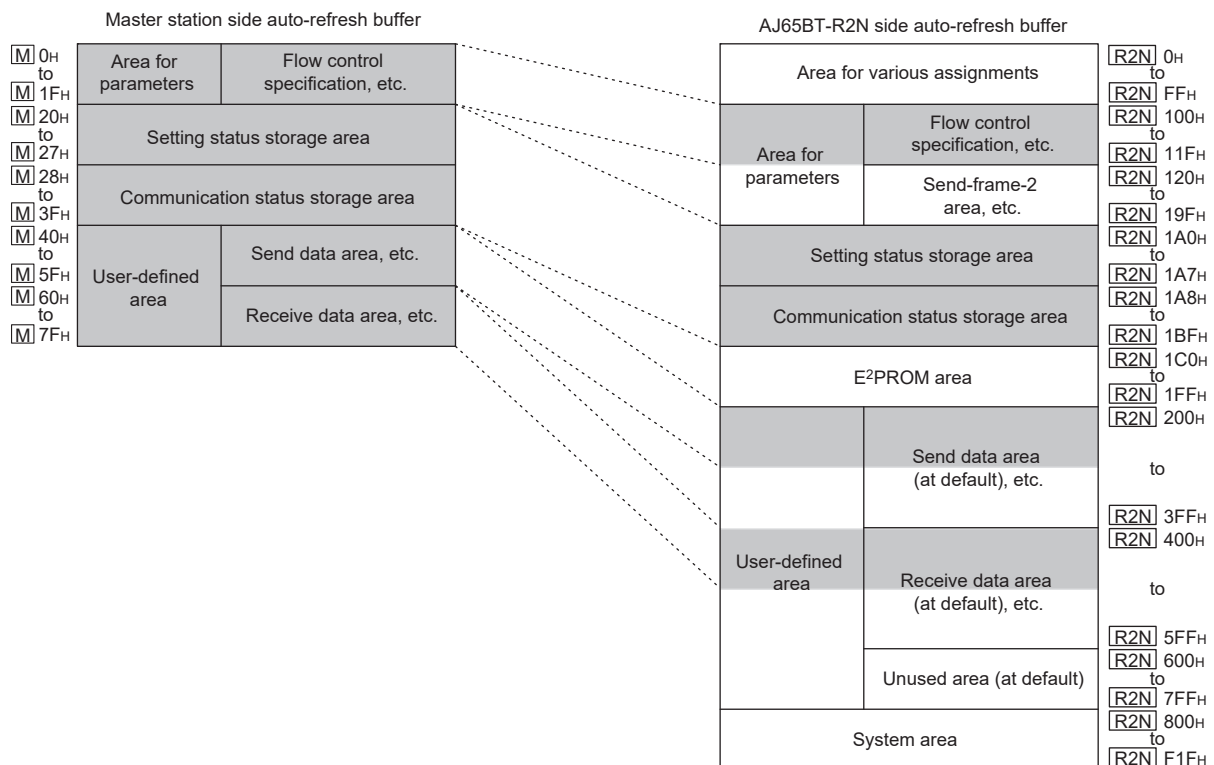 Master station side auto-refresh buffer
M 0H
to
M 1FH
Area for
parameters
Flow control
specification, etc.
M 20H
to
M 27H
Setting status storage area
M 28H
to
M 3FH
Communication status storage area
M 40H
to
M 5FH
User-defined
area
Send data area, etc.
M 60H
to
M 7FH
Receive data area, etc.
AJ65BT-R2N side auto-refresh buffer
Area for various assignments
R2N 0H
to
R2N FFH
Area for
parameters
Flow control
specification, etc.
R2N 100H
to
R2N 11FH
Send-frame-2
area, etc.
R2N 120H
to
R2N 19FH
Setting status storage area
R2N 1A0H
to
R2N 1A7H
Communication status storage area
R2N 1A8H
to
R2N 1BFH
E2PROM area
R2N 1C0H
to
R2N 1FFH
User-defined
area
Send data area
(at default), etc.
R2N 200H
to
R2N 3FFH
Receive data area
(at default), etc.
R2N 400H
to
R2N 5FFH
Unused area (at default)
R2N 600H
to
R2N 7FFH
System area
R2N 800H
to
R2N F1FH